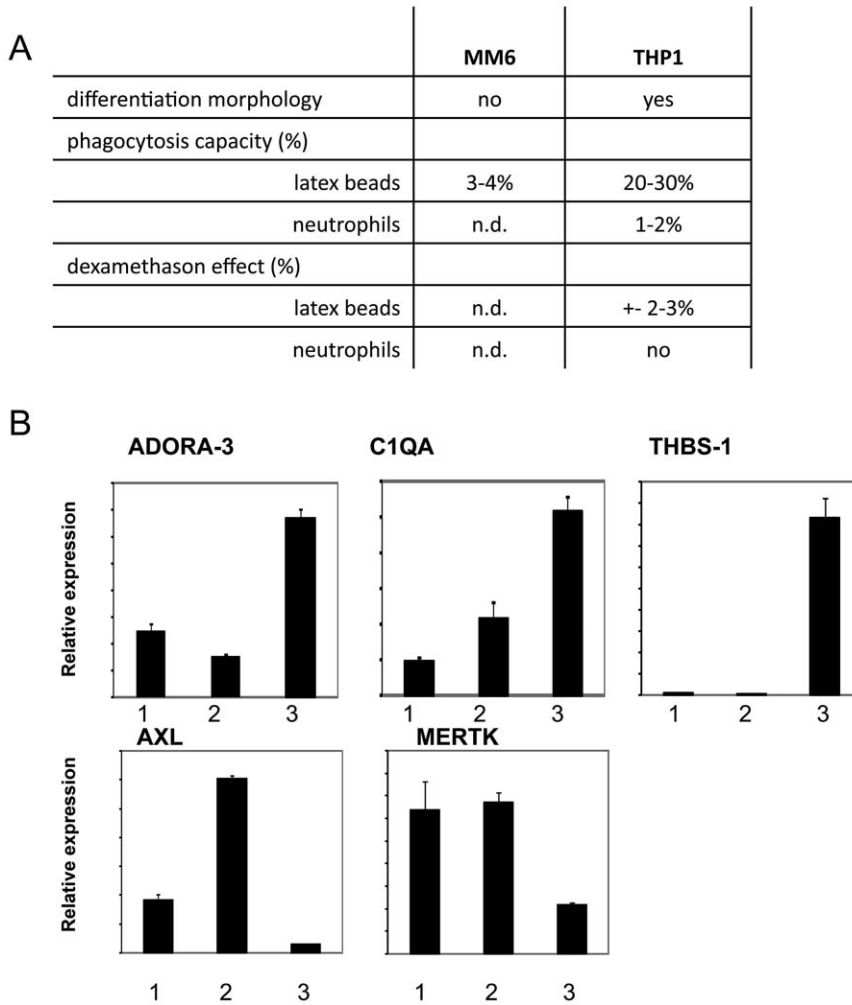 A
MM6 THP1
differentiation morphology no yes
phagocytosis capacity (%)
latex beads 3-4% 20-30%
neutrophils n.d. 1-2%
dexamethason effect (%)
latex beads n.d. +- 2-3%
neutrophils n.d. no
B
ADORA-3 C1QA THBS-1
Relative expression
1 2 3 1 2 3 1 2 3
AXL MERTK
Relative expression
1 2 3 1 2 3